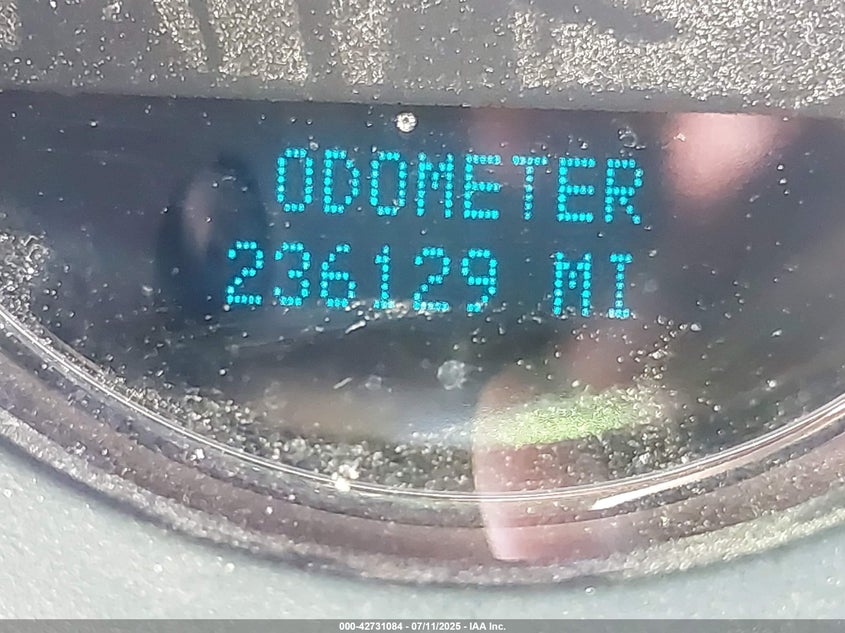 ODOMETER
236129 MI
000-42731084 - 07/11/2025 - IAA Inc.